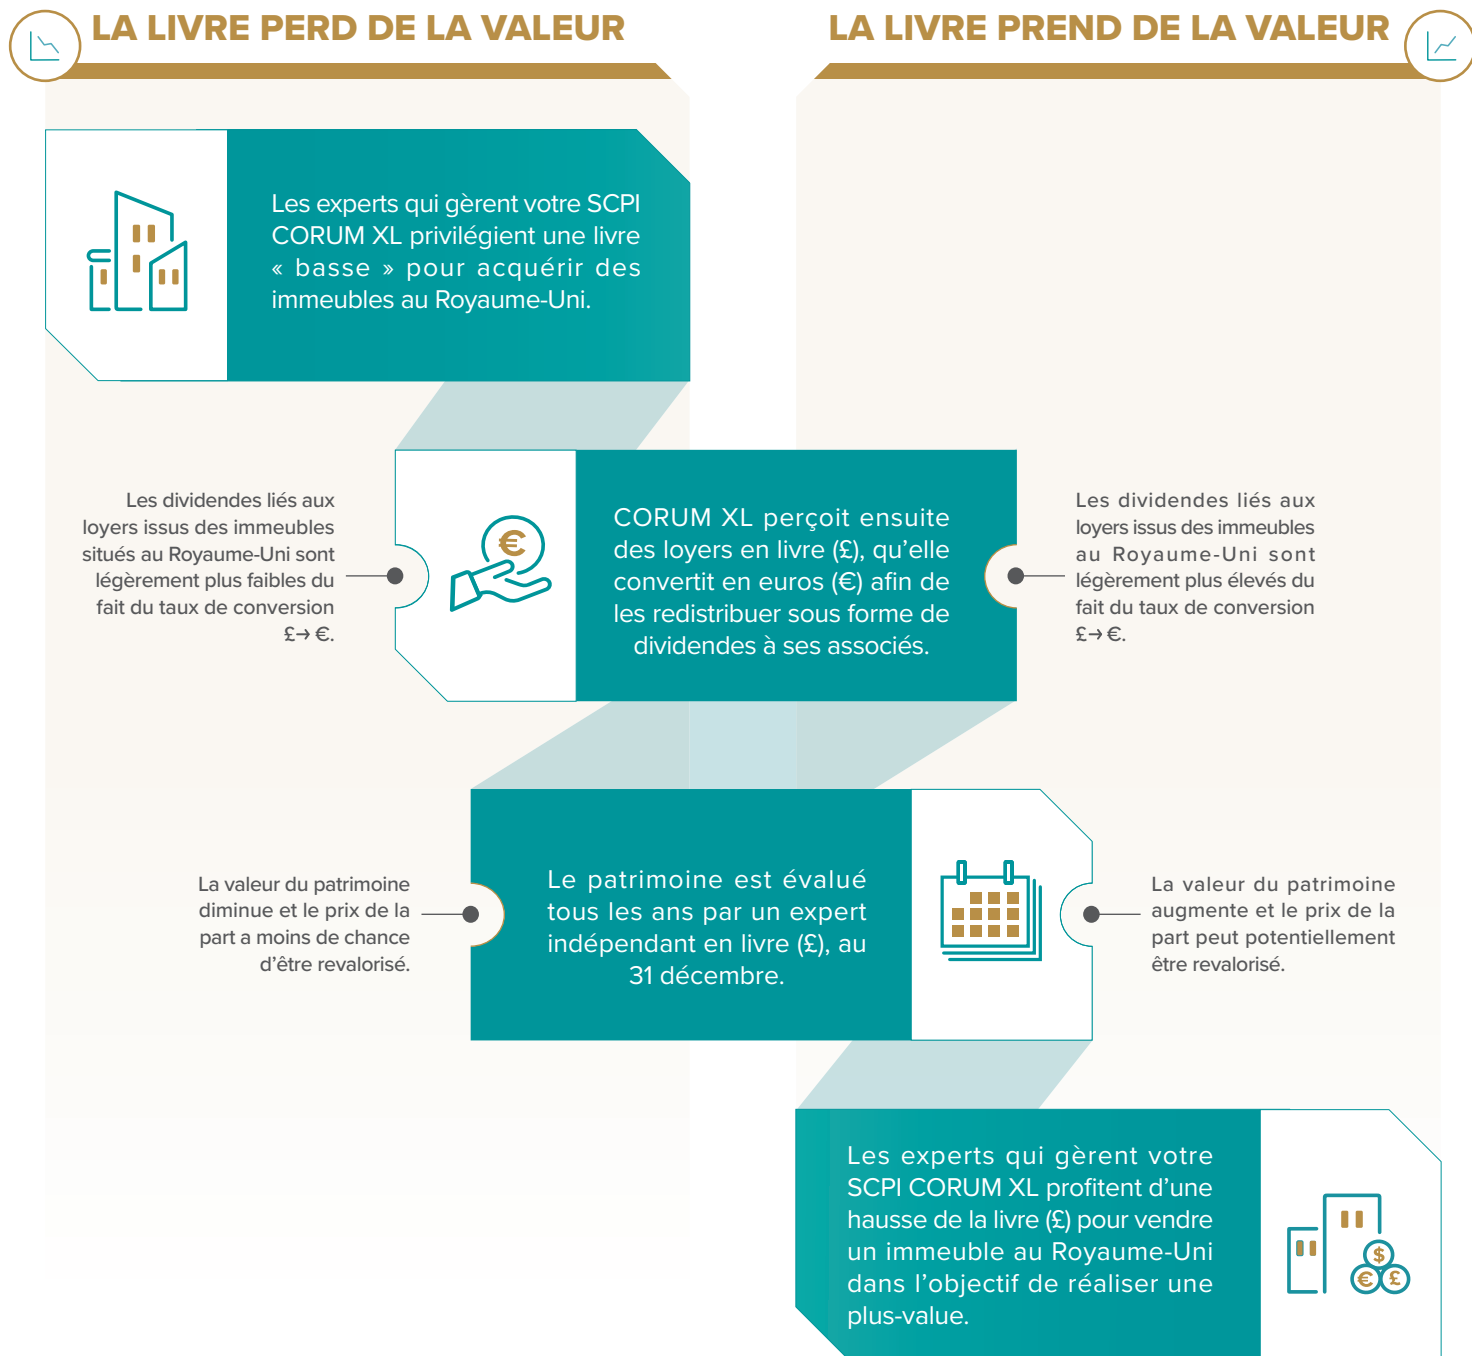 LA LIVRE PERD DE LA VALEUR
LA LIVRE PREND DE LA VALEUR
Les experts qui gèrent votre SCPI
CORUM XL privilégient une livre
« basse » pour acquérir des
immeubles au Royaume-Uni.
Les dividendes liés aux
loyers issus des immeubles
situés au Royaume-Uni sont
légèrement plus faibles du
fait du taux de conversion
£→ €.
€
CORUM XL perçoit ensuite
des loyers en livre (£), qu’elle
convertit en euros (€) afin de
les redistribuer sous forme de
dividendes à ses associés.
Les dividendes liés aux
loyers issus des immeubles
au Royaume-Uni sont
légèrement plus élevés du
fait du taux de conversion
£→ €.
La valeur du patrimoine
diminue et le prix de la
part a moins de chance
d’être revalorisé.
Le patrimoine est évalué
tous les ans par un expert
indépendant en livre (£), au
31 décembre.
La valeur du patrimoine
augmente et le prix de la
part peut potentiellement
être revalorisé.
Les experts qui gèrent votre
SCPI CORUM XL profitent d’une
hausse de la livre (£) pour vendre
un immeuble au Royaume-Uni
dans l’objectif de réaliser une
plus-value.
$
€ £